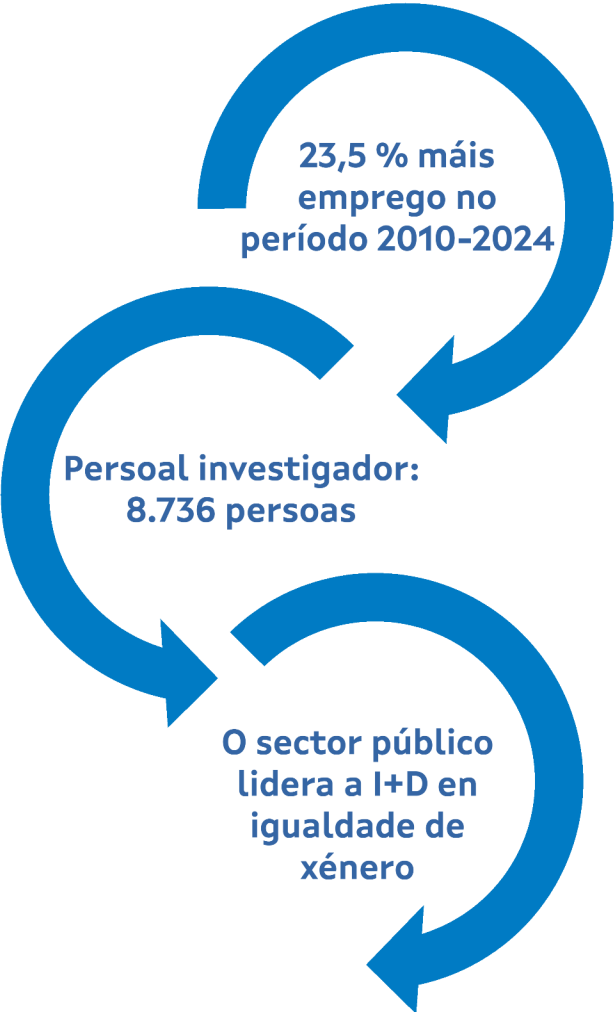 23,5 % máis
emprego no
período 2010-2024
Persoal investigador:
8.736 persoas
O sector público
lidera a I+D en
igualdade de
xénero